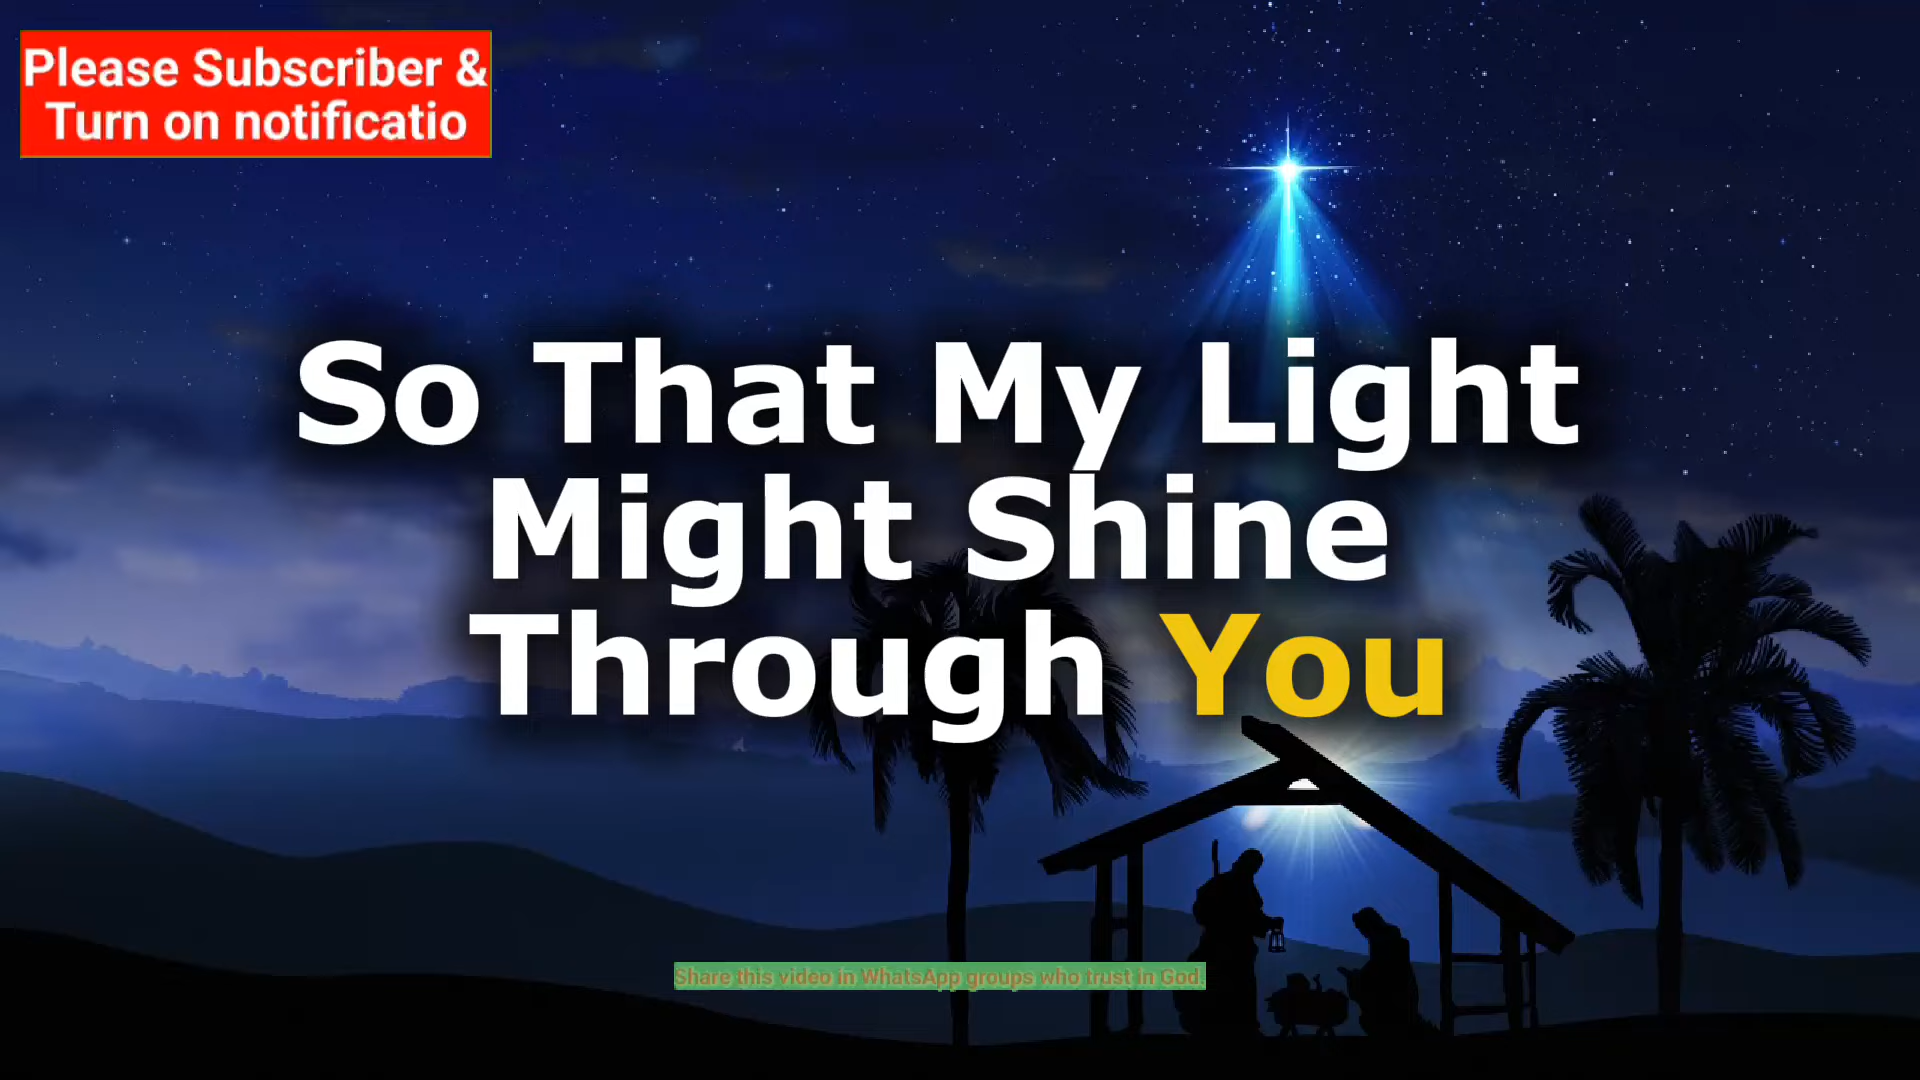 Please Subscriber &
Turn on notificatio
So That My Light
Might Shine
Through You
Share this video in WhatsApp groups who trust in God.